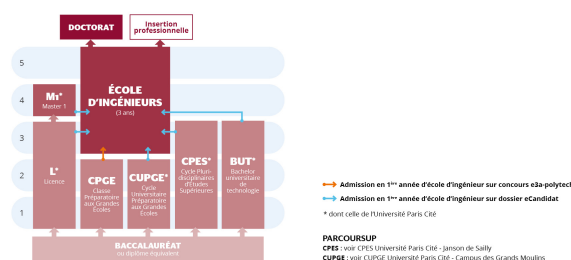 DOCTORAT
Insertion
professionnelle
5
4
3
2
1
ÉCOLE
D'INGÉNIEURS
(3 ans)
M1*
Master 1
L*
Licence
CPGE
Classe
Préparatoire
aux Grandes
Écoles
CUPGE*
Cycle
Universitaire
Préparatoire
aux Grandes
Écoles
CPES*
Cycle Pluri-
disciplinaires
d'Études
Supérieures
BUT*
Bachelor
universitaire
de
technologie
BACCALAURÉAT
ou diplôme équivalent
Admission en 1ère année d'école d'ingénieur sur concours e3a-polytech
Admission en 1ère année d'école d'ingénieur sur dossier eCandidat
* dont celle de l'Université Paris Cité
PARCOURSUP
CPES : voir CPES Université Paris Cité - Janson de Sailly
CUPGE : voir CUPGE Université Paris Cité - Campus des Grands Moulins